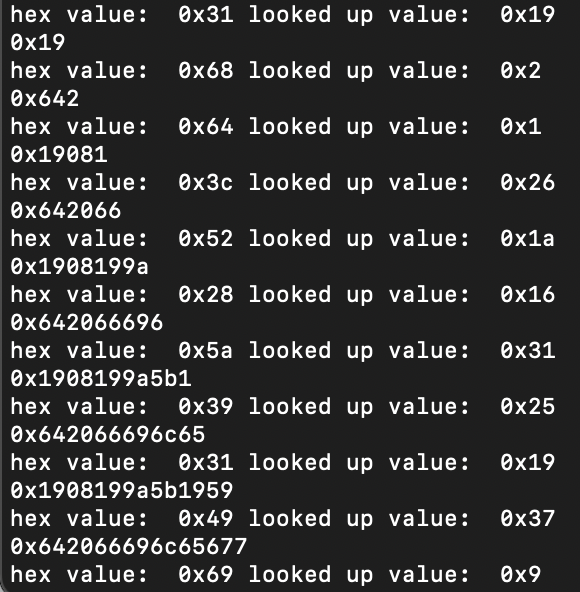 hex value:  0x31 looked up value:  0x19
0x19
hex value:  0x68 looked up value:  0x2
0x642
hex value:  0x64 looked up value:  0x1
0x19081
hex value:  0x3c looked up value:  0x26
0x642066
hex value:  0x52 looked up value:  0x1a
0x1908199a
hex value:  0x28 looked up value:  0x16
0x642066696
hex value:  0x5a looked up value:  0x31
0x1908199a5b1
hex value:  0x39 looked up value:  0x25
0x642066696c65
hex value:  0x31 looked up value:  0x19
0x1908199a5b1959
hex value:  0x49 looked up value:  0x37
0x642066696c65677
hex value:  0x69 looked up value:  0x9